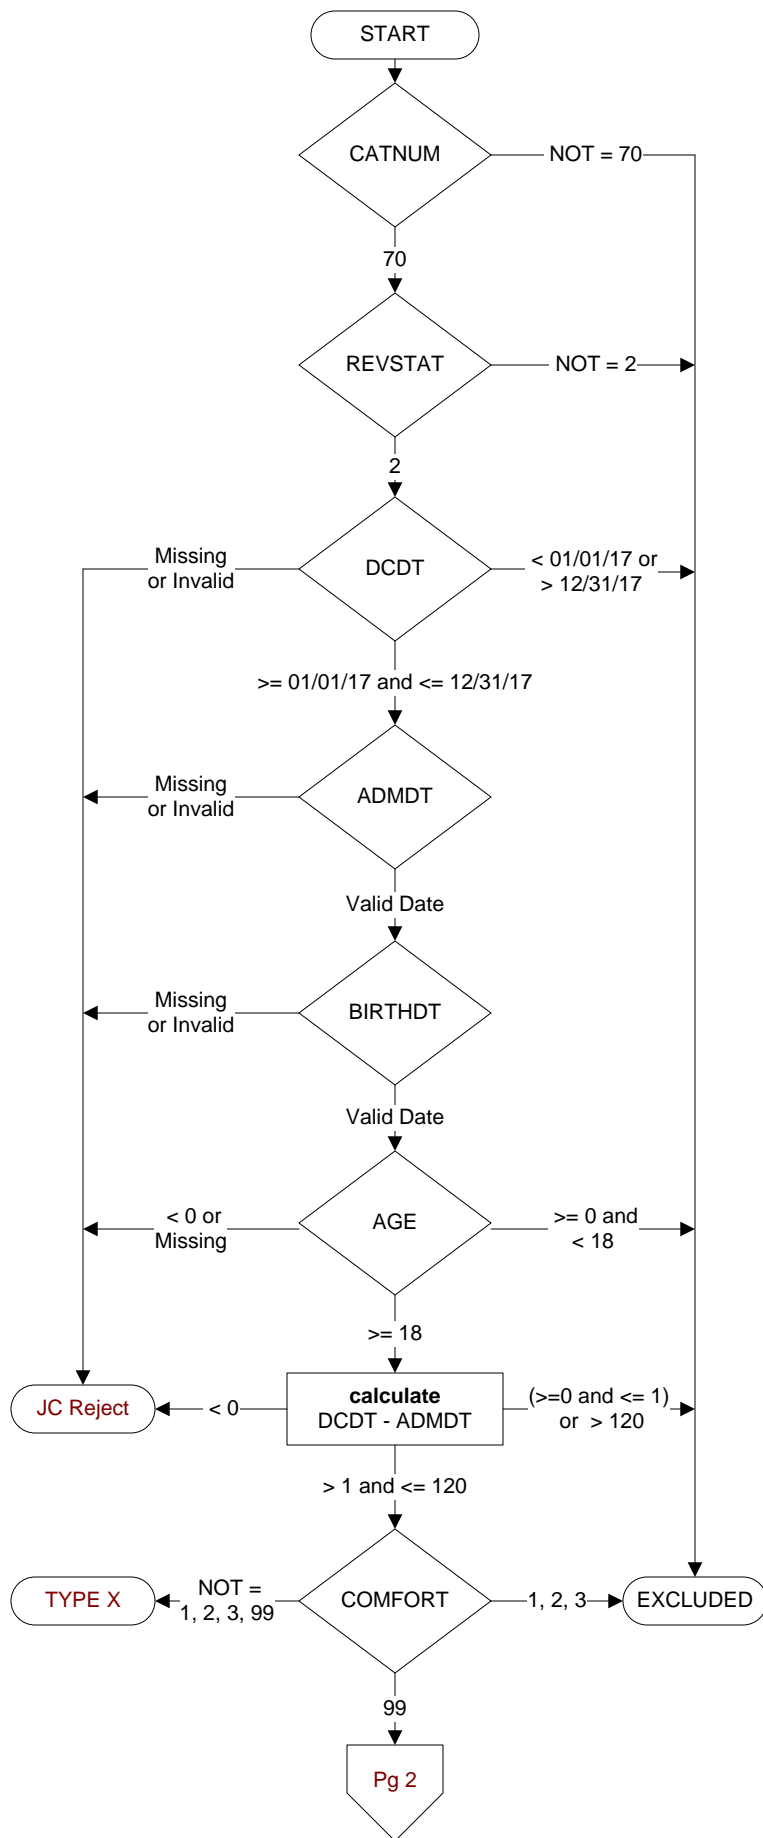 START
CATNUM
NOT = 70
70
REVSTAT
NOT = 2
2
Missing
or Invalid
DCDT
< 01/01/17 or
> 12/31/17
>= 01/01/17 and <= 12/31/17
Missing
or Invalid
ADMDT
Valid Date
Missing
or Invalid
BIRTHDT
Valid Date
< 0 or
Missing
AGE
>= 0 and
< 18
>= 18
JC Reject
< 0
calculate
DCDT - ADMDT
(>=0 and <= 1)
or > 120
> 1 and <= 120
TYPE X
NOT =
1, 2, 3, 99
COMFORT
1, 2, 3
EXCLUDED
99
Pg 2